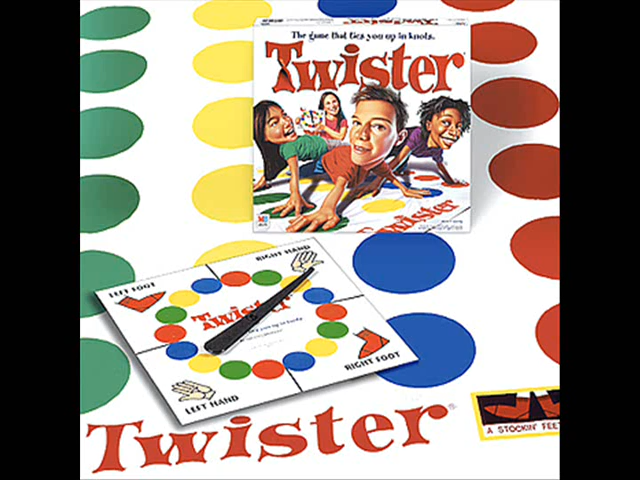 The game that ties you up in knots.
Twister
Twister
RIGHT HAND
LEFT FOOT
Twister
RIGHT FOOT
LEFT HAND
Twister
A STOCKIN' FEET